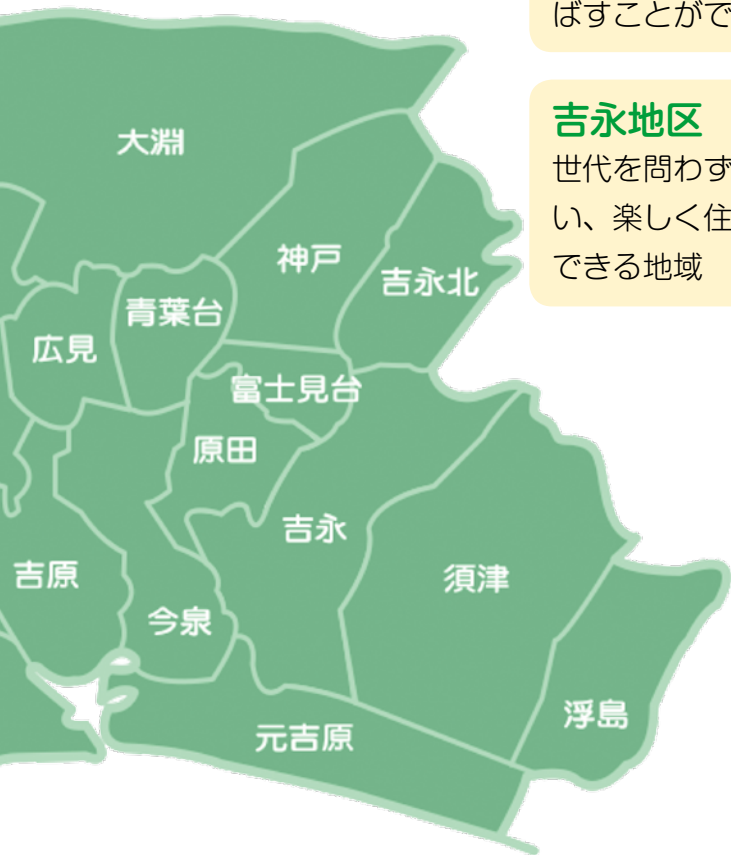 ばすことがで
吉永地区
世代を問わず
い、楽しく住
できる地域
大淵
神戸
吉永北
青葉台
広見
富士見台
原田
吉永
須津
吉原
今泉
浮島
元吉原